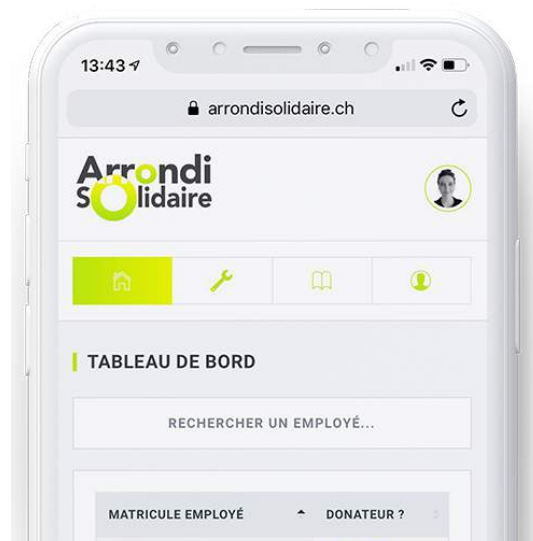 13:43
arrondisolidaire.ch
Arrondi
Solidaire
TABLEAU DE BORD
RECHERCHER UN EMPLOYÉ...
MATRICULE EMPLOYÉ DONATEUR ?